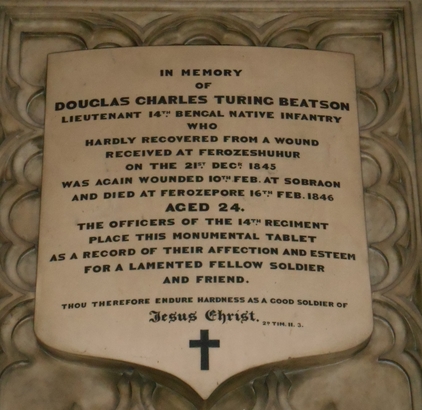 IN MEMORY
OF
DOUGLAS CHARLES TURING BEATSON
LIEUTENANT 14TH BENGAL NATIVE INFANTRY
WHO
HARDLY RECOVERED FROM A WOUND
RECEIVED AT FEROZESHUHUR
ON THE 21ST DECR 1845
WAS AGAIN WOUNDED 10TH FEB. AT SOBRAON
AND DIED AT FEROZEPORE 16TH FEB. 1846
AGED 24.
THE OFFICERS OF THE 14TH REGIMENT
PLACE THIS MONUMENTAL TABLET
AS A RECORD OF THEIR AFFECTION AND ESTEEM
FOR A LAMENTED FELLOW SOLDIER
AND FRIEND.
THOU THEREFORE ENDURE HARDNESS AS A GOOD SOLDIER OF
Jesus Christ. 2D TIM. II. 3.